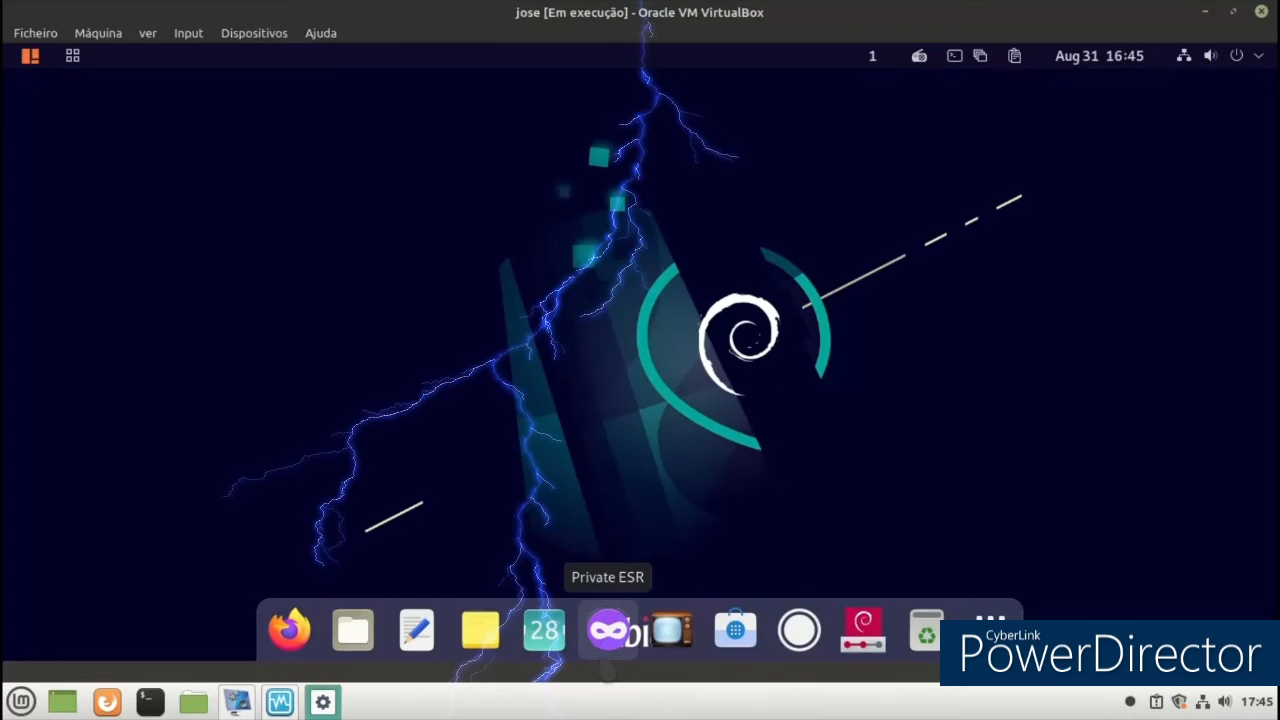 jose [Em execução] - Oracle VM VirtualBox
Ficheiro Máquina ver Input Dispositivos Ajuda
1 Aug 31 16:45
Private ESR
28
CyberLink
PowerDirector
17:45